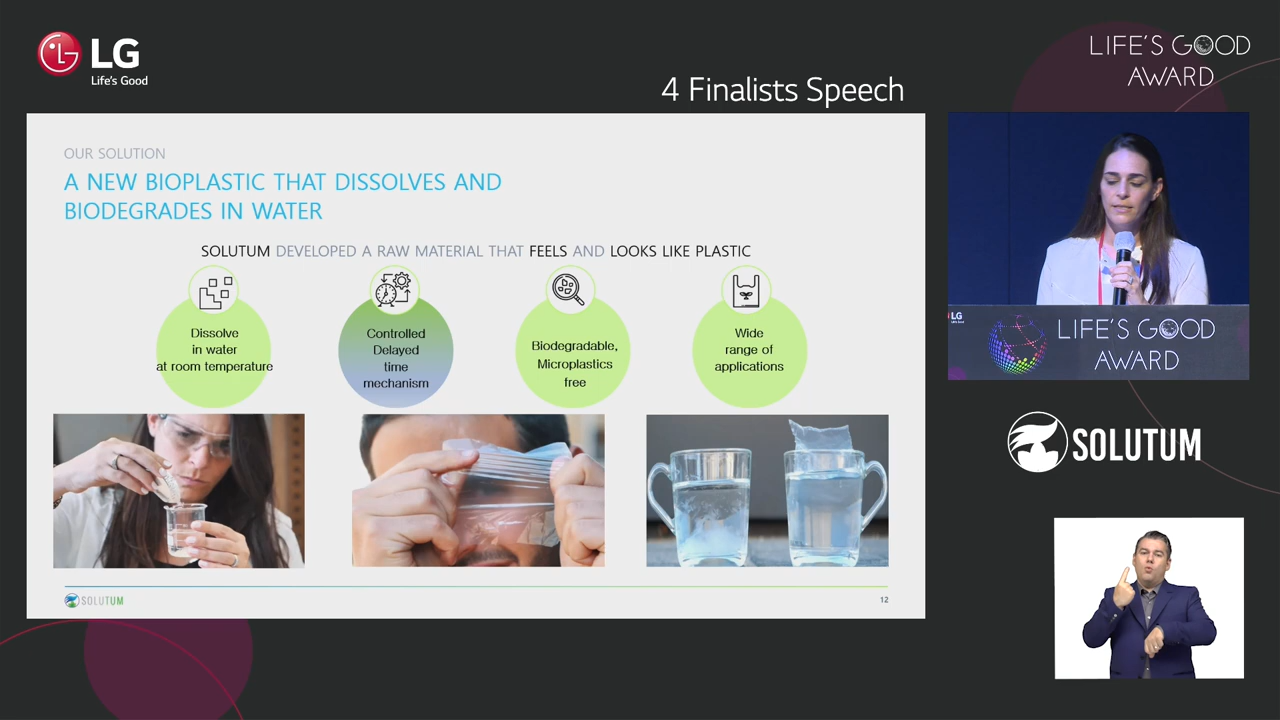 LG
Life's Good
LIFE'S GOOD
AWARD
4 Finalists Speech
OUR SOLUTION
A NEW BIOPLASTIC THAT DISSOLVES AND
BIODEGRADES IN WATER
SOLUTUM DEVELOPED A RAW MATERIAL THAT FEELS AND LOOKS LIKE PLASTIC
Dissolve
in water
at room temperature
Controlled
Delayed
time
mechanism
Biodegradable,
Microplastics
free
Wide
range of
applications
SOLUTUM
12
LG
LIFE'S GOOD
AWARD
SOLUTUM